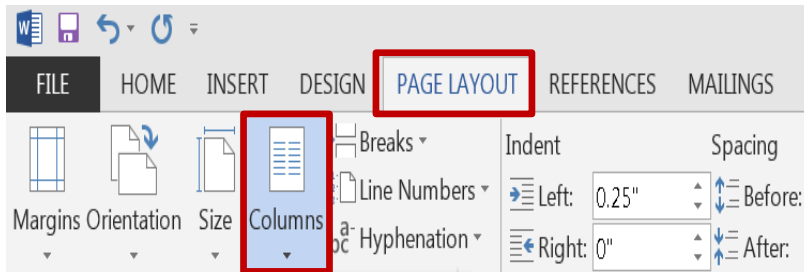 FILE HOME INSERT DESIGN PAGE LAYOUT REFERENCES MAILINGS
Breaks Indent Spacing
Line Numbers Left: 0.25" Before:
Margins Orientation Size Columns
Hyphenation Right: 0" After: